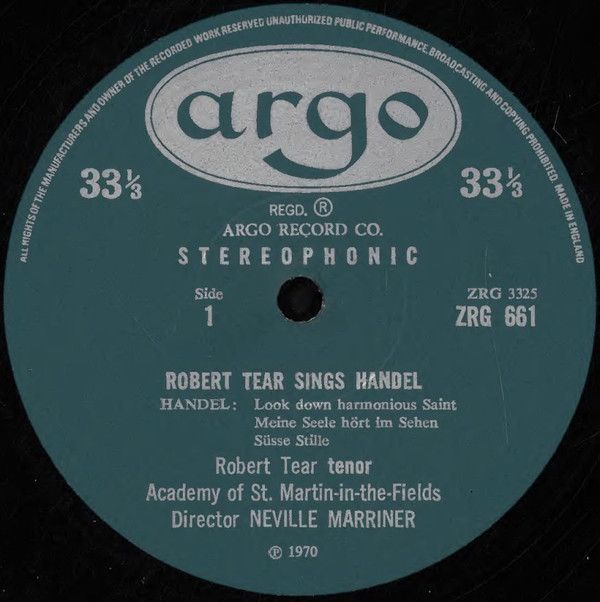 ALL RIGHTS OF THE MANUFACTURERS AND OWNER OF THE RECORDED WORK RESERVED UNAUTHORIZED PUBLIC PERFORMANCE, BROADCASTING AND COPYING PROHIBITED. MADE IN ENGLAND
argo
33⅓ 33⅓
REGD. ®
ARGO RECORD CO.
STEREOPHONIC
Side ZRG 3325
1 ZRG 661
ROBERT TEAR SINGS HANDEL
HANDEL: Look down harmonious Saint
Meine Seele hört im Sehen
Süsse Stille
Robert Tear tenor
Academy of St. Martin-in-the-Fields
Director NEVILLE MARRINER
℗ 1970